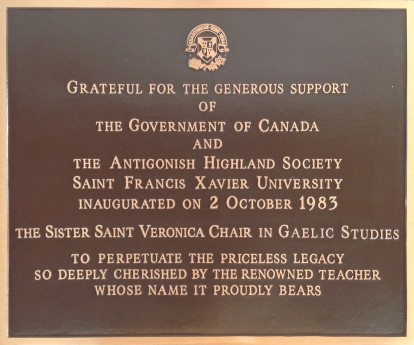 GRATEFUL FOR THE GENEROUS SUPPORT
OF
THE GOVERNMENT OF CANADA
AND
THE ANTIGONISH HIGHLAND SOCIETY
SAINT FRANCIS XAVIER UNIVERSITY
INAUGURATED ON 2 OCTOBER 1983
THE SISTER SAINT VERONICA CHAIR IN GAELIC STUDIES
TO PERPETUATE THE PRICELESS LEGACY
SO DEEPLY CHERISHED BY THE RENOWNED TEACHER
WHOSE NAME IT PROUDLY BEARS